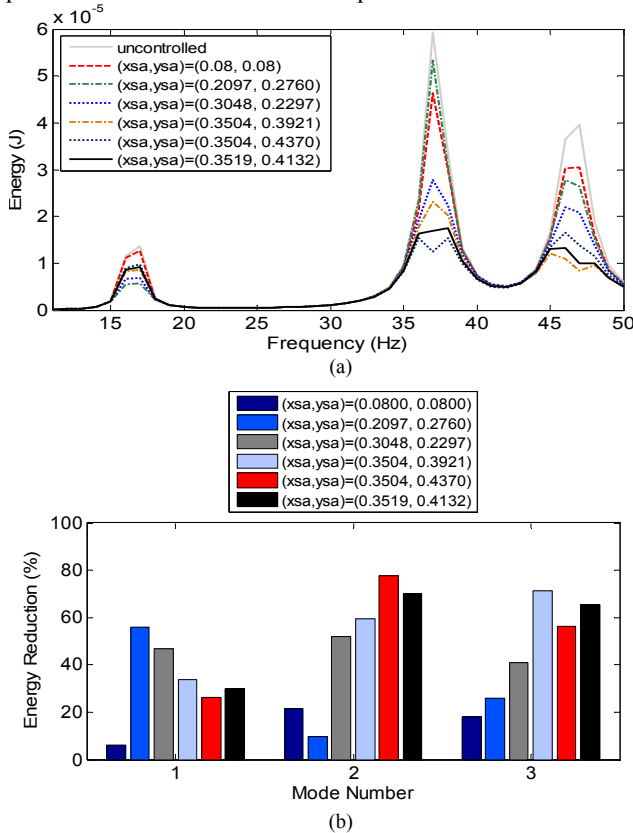 x 10^-5
6
5
4
3
2
1
0
Energy (J)
uncontrolled
(xsa,ysa)=(0.08, 0.08)
(xsa,ysa)=(0.2097, 0.2760)
(xsa,ysa)=(0.3048, 0.2297)
(xsa,ysa)=(0.3504, 0.3921)
(xsa,ysa)=(0.3504, 0.4370)
(xsa,ysa)=(0.3519, 0.4132)
15 20 25 30 35 40 45 50
Frequency (Hz)
(a)
(xsa,ysa)=(0.0800, 0.0800)
(xsa,ysa)=(0.2097, 0.2760)
(xsa,ysa)=(0.3048, 0.2297)
(xsa,ysa)=(0.3504, 0.3921)
(xsa,ysa)=(0.3504, 0.4370)
(xsa,ysa)=(0.3519, 0.4132)
100
80
60
40
20
0
Energy Reduction (%)
1 2 3
Mode Number
(b)